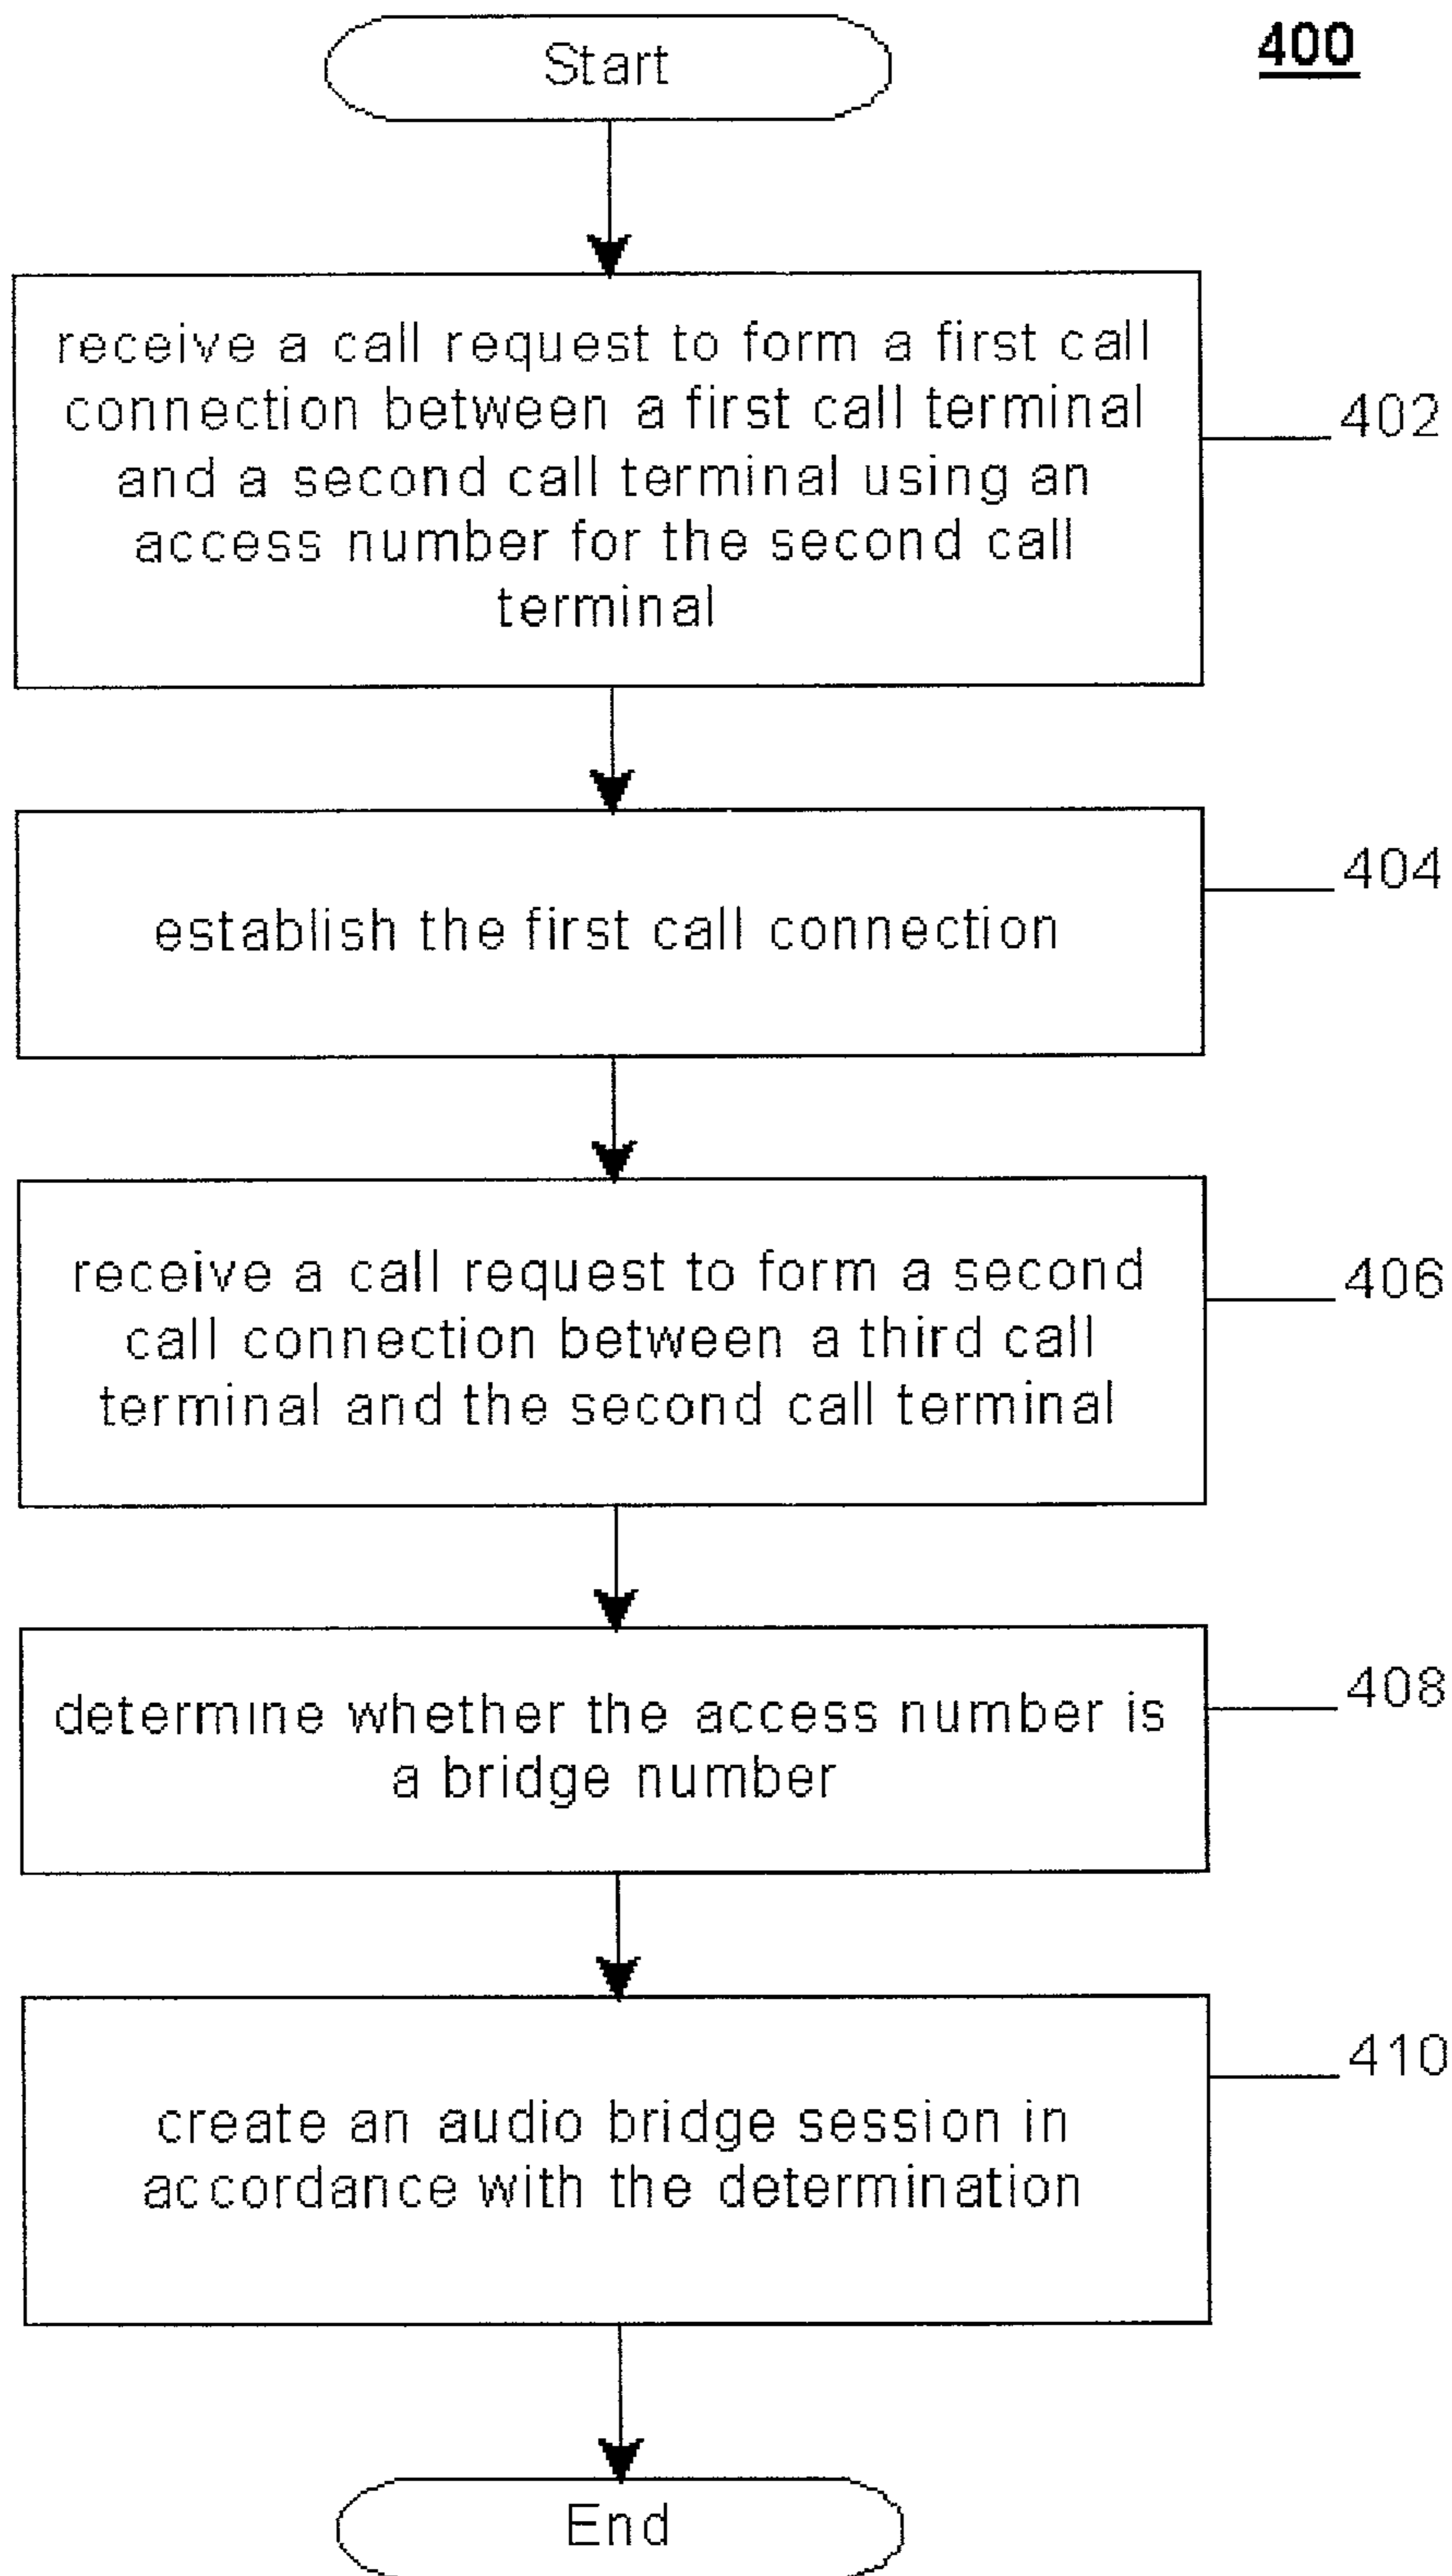 400
Start
receive a call request to form a first call
connection between a first call terminal
and a second call terminal using an
access number for the second call
terminal
402
establish the first call connection
404
receive a call request to form a second
call connection between a third call
terminal and the second call terminal
406
determine whether the access number is
a bridge number
408
create an audio bridge session in
accordance with the determination
410
End